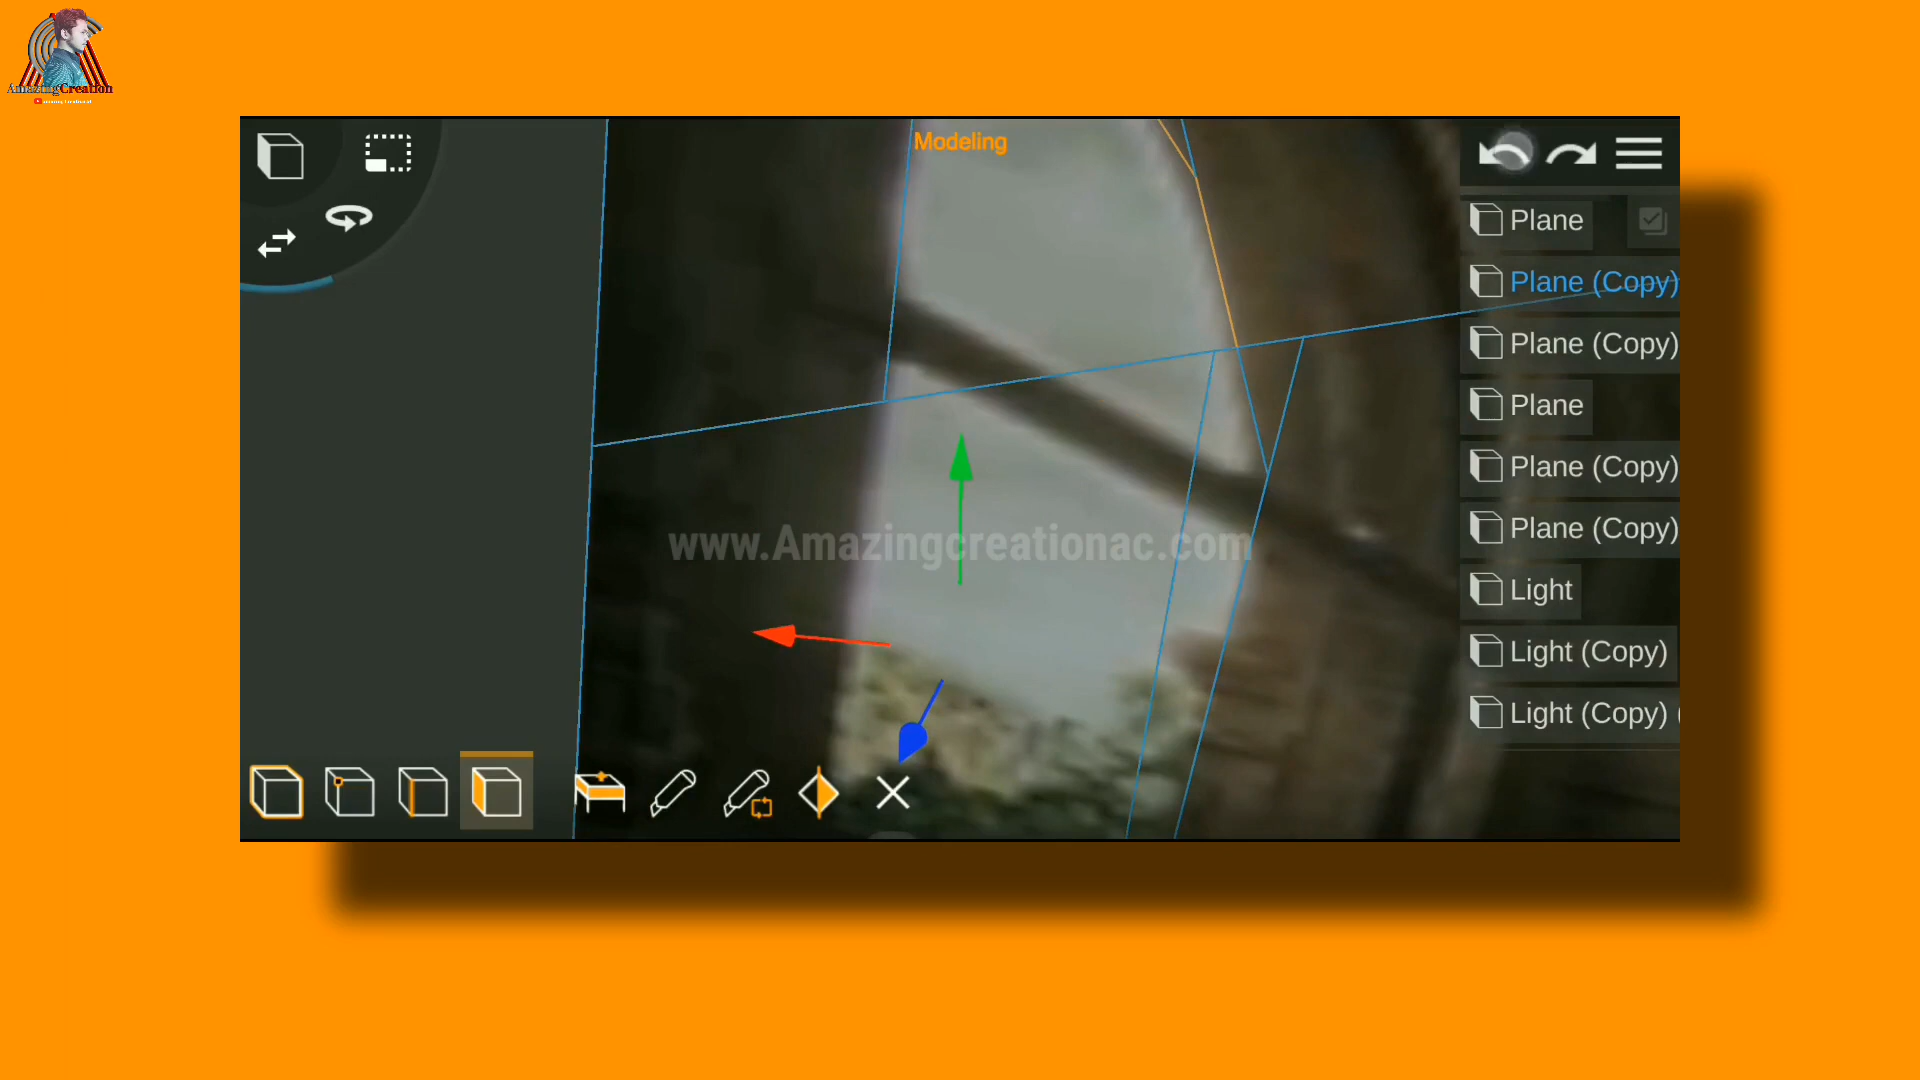 AmazingCreation
Modeling
Plane
Plane (Copy)
Plane (Copy)
Plane
Plane (Copy)
Plane (Copy)
Light
Light (Copy)
Light (Copy) (
www.Amazingcreationac.com